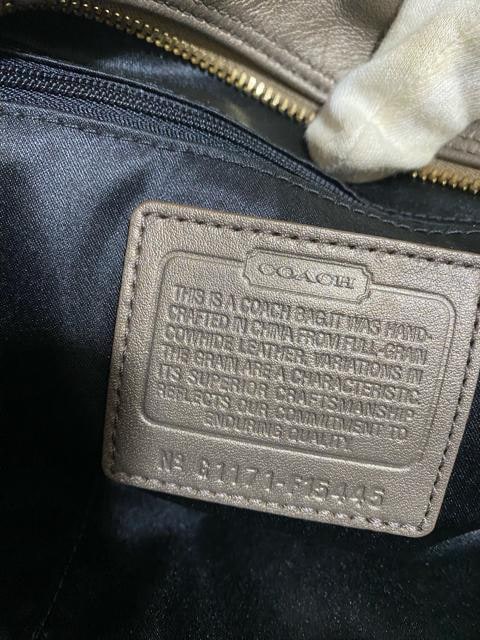 COACH
THIS IS A COACH BAG.IT WAS HAND-
CRAFTED IN CHINA FROM FULL-GRAIN
COWHIDE LEATHER. VARIATIONS IN
THE GRAIN ARE A CHARACTERISTIC.
ITS SUPERIOR CRAFTSMANSHIP
REFLECTS OUR COMMITMENT TO
ENDURING QUALITY.
Nº G1171-F15445